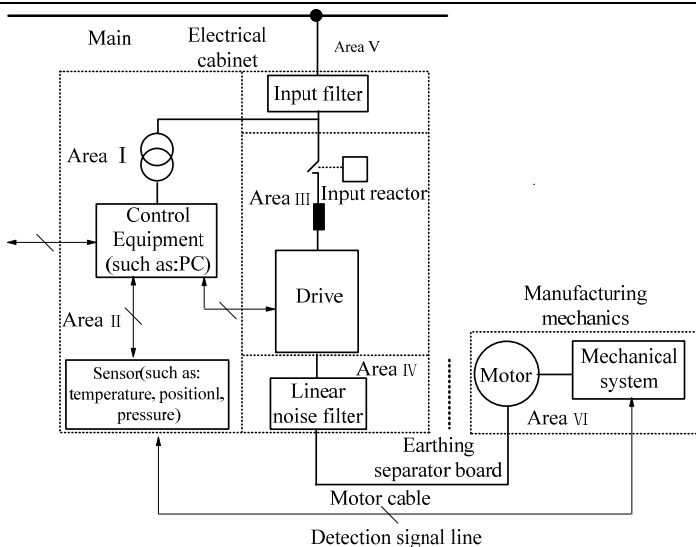 Main
Electrical
cabinet
Area V
Input filter
Area I
Area III
Input reactor
Control
Equipment
(such as:PC)
Drive
Area II
Sensor(such as:
temperature, positionl,
pressure)
Area IV
Linear
noise filter
Manufacturing
mechanics
Motor
Mechanical
system
Area VI
Earthing
separator board
Motor cable
Detection signal line